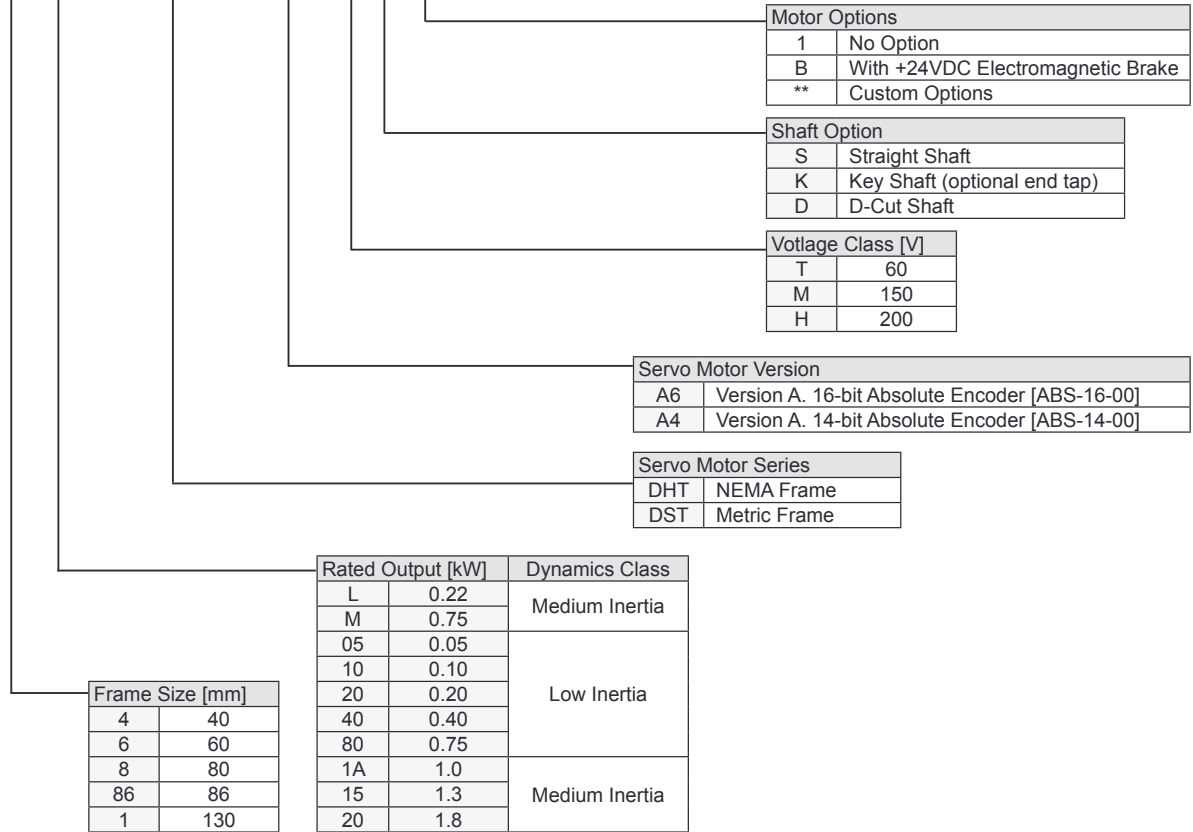 Motor Options
1 No Option
B With +24VDC Electromagnetic Brake
** Custom Options
Shaft Option
S Straight Shaft
K Key Shaft (optional end tap)
D D-Cut Shaft
Votlage Class [V]
T 60
M 150
H 200
Servo Motor Version
A6 Version A. 16-bit Absolute Encoder [ABS-16-00]
A4 Version A. 14-bit Absolute Encoder [ABS-14-00]
Servo Motor Series
DHT NEMA Frame
DST Metric Frame
Rated Output [kW] Dynamics Class
L 0.22 Medium Inertia
M 0.75
05 0.05 Low Inertia
10 0.10
20 0.20
40 0.40
80 0.75
1A 1.0 Medium Inertia
15 1.3
20 1.8
Frame Size [mm]
4 40
6 60
8 80
86 86
1 130